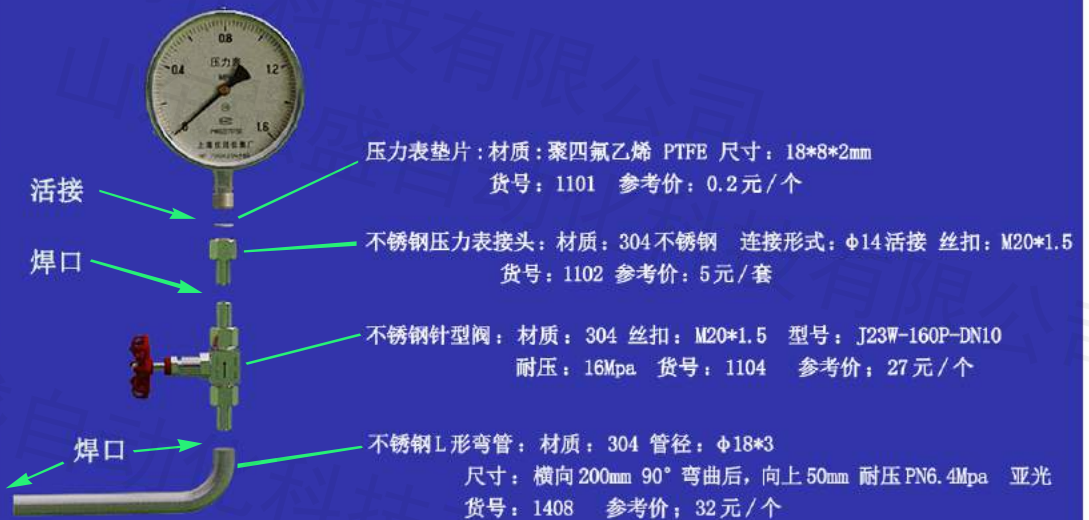 0.8
压力表
0.4
1.2
0
1.6
压力表垫片：材质：聚四氟乙烯 PTFE 尺寸：18*8*2mm
货号：1101 参考价：0.2元/个
活接
不锈钢压力表接头：材质：304不锈钢 连接形式：φ14活接 丝扣：M20*1.5
焊口
货号：1102 参考价：5元/套
不锈钢针型阀：材质：304 丝扣：M20*1.5 型号：J23W-160P-DN10
耐压：16Mpa 货号：1104 参考价；27元/个
焊口
不锈钢L形弯管：材质：304 管径：φ18*3
尺寸：横向200mm 90°弯曲后，向上50mm 耐压PN6.4Mpa 亚光
货号：1408 参考价；32元/个